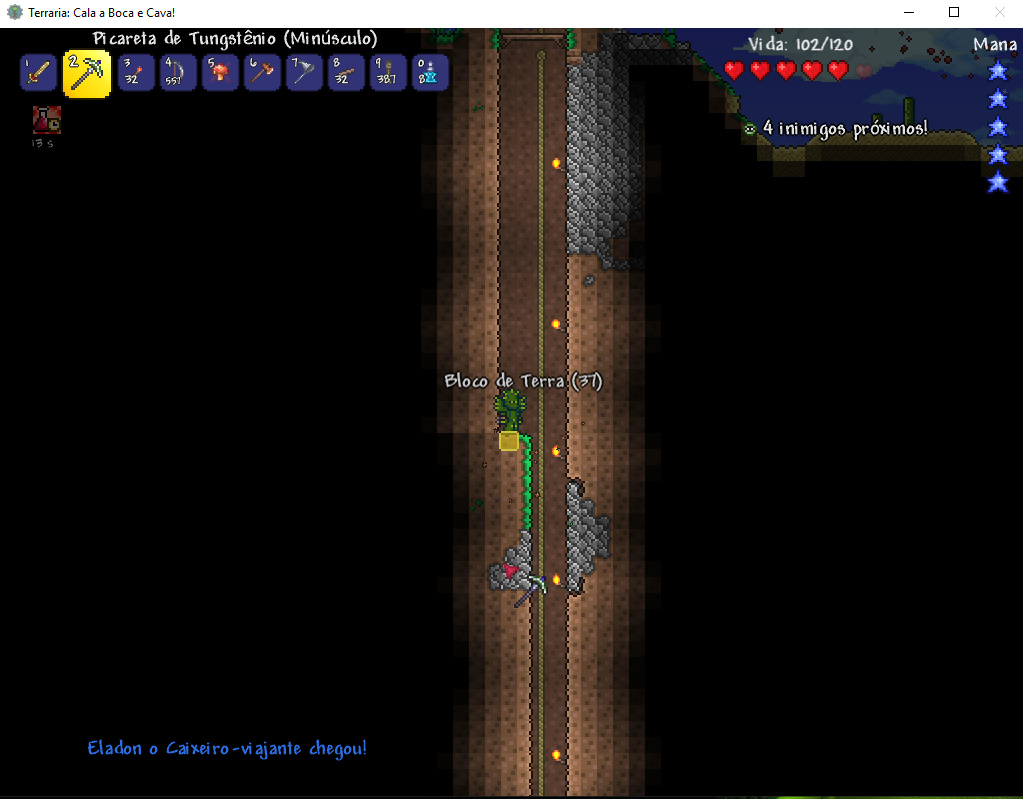 Terraria: Cala a Boca e Cava!
Picareta de Tungstênio (Minúsculo)
Vida: 102/120
Mana
1
2
3
32
4
557
5
6
7
8
32
9
387
0
8
13 s
4 inimigos próximos!
Bloco de Terra (37)
Eladon o Caixeiro-viajante chegou!